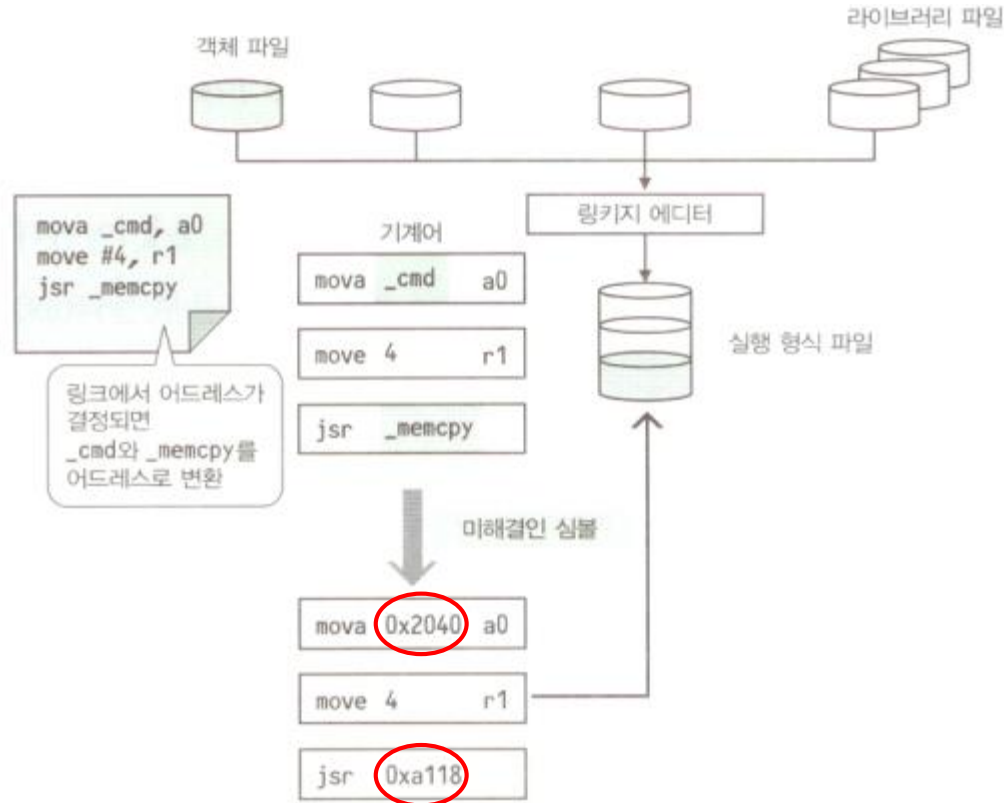 라이브러리 파일
객체 파일
링키지 에디터
mova _cmd, a0
move #4, r1
jsr _memcpy
기계어
mova _cmd a0
move 4 r1
jsr _memcpy
실행 형식 파일
링크에서 어드레스가
결정되면
_cmd와 _memcpy를
어드레스로 변환
미해결인 심볼
mova 0x2040 a0
move 4 r1
jsr 0xa118